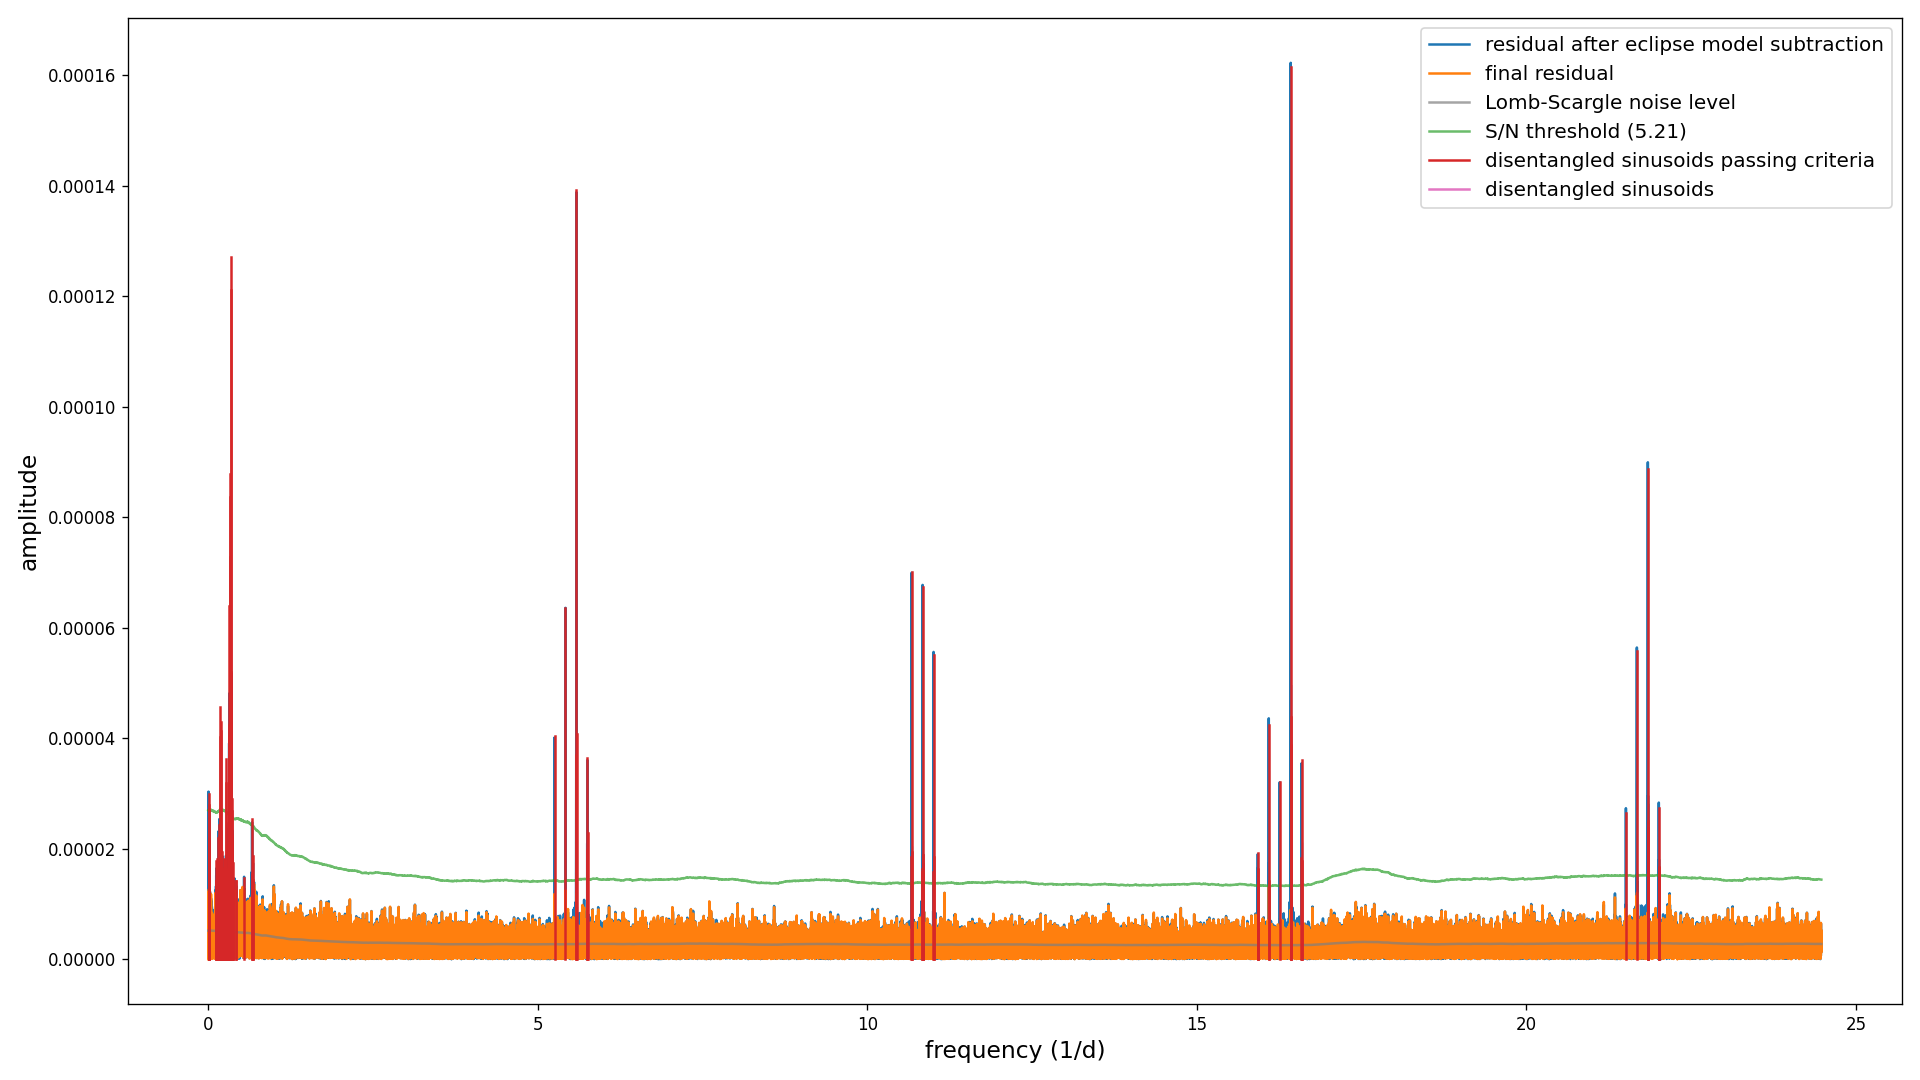 residual after eclipse model subtraction
final residual
Lomb-Scargle noise level
S/N threshold (5.21)
disentangled sinusoids passing criteria
disentangled sinusoids
0.00016
0.00014
0.00012
0.00010
0.00008
0.00006
0.00004
0.00002
0.00000
amplitude
0 5 10 15 20 25
frequency (1/d)